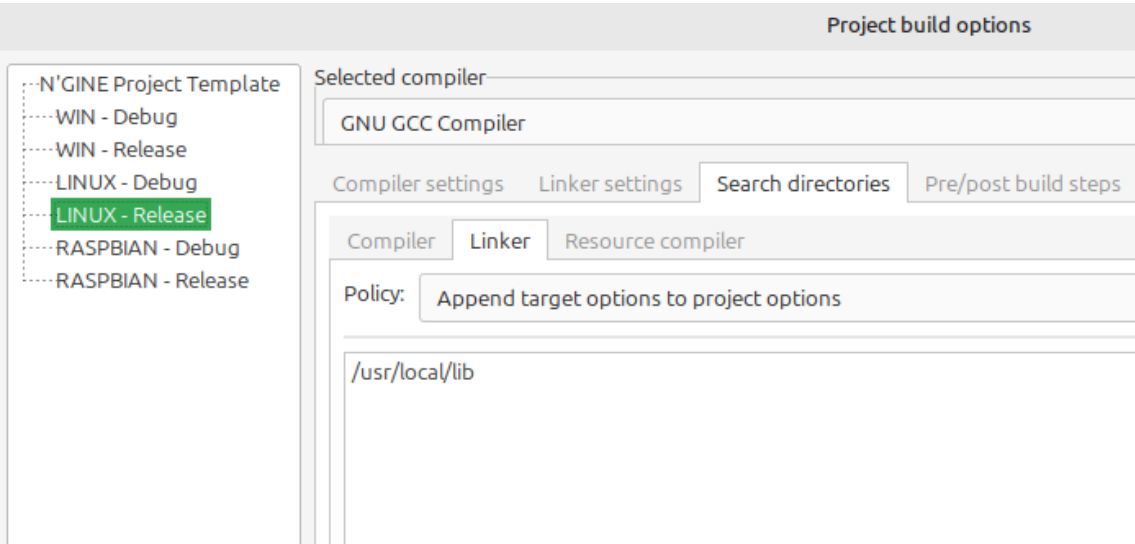 Project build options
N'GINE Project Template
WIN - Debug
WIN - Release
LINUX - Debug
LINUX - Release
RASPBIAN - Debug
RASPBIAN - Release
Selected compiler
GNU GCC Compiler
Compiler settings Linker settings Search directories Pre/post build steps
Compiler Linker Resource compiler
Policy: Append target options to project options
/usr/local/lib